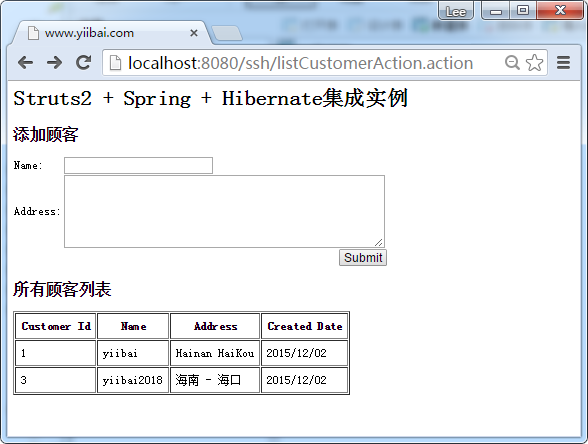 Lee
www.yiibai.com
localhost:8080/ssh/listCustomerAction.action
Struts2 + Spring + Hibernate集成实例
添加顾客
Name:
Address:
Submit
所有顾客列表
Customer Id Name Address Created Date
1 yiibai Hainan HaiKou 2015/12/02
3 yiibai2018 海南 - 海口 2015/12/02